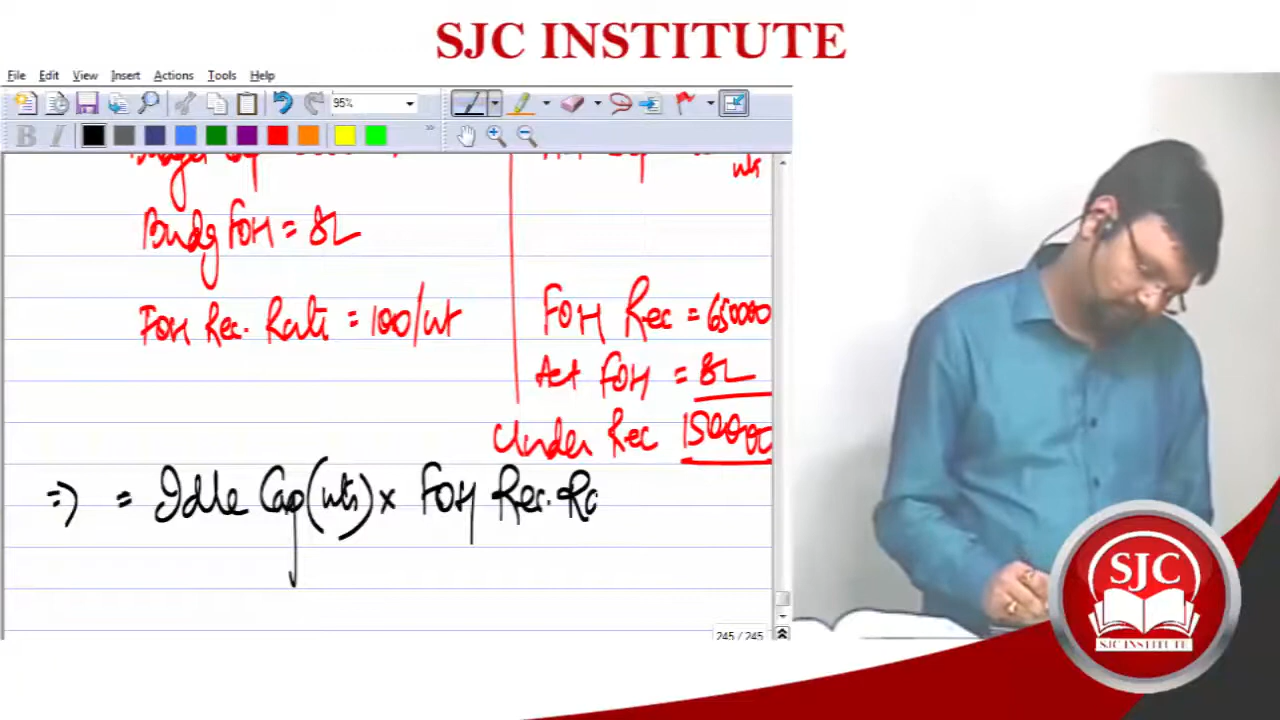 SJC INSTITUTE
File Edit View Insert Actions Tools Help
95%
B I
uts
Budg FOH = 8L
FOH Rec. Rate = 100/ut
FOH Rec = 650000
Act FOH = 8L
Under Rec 150000
=> = Idle Cap (uts) x FOH Rec. Ra
245 / 245
SJC
SJC INSTITUTE